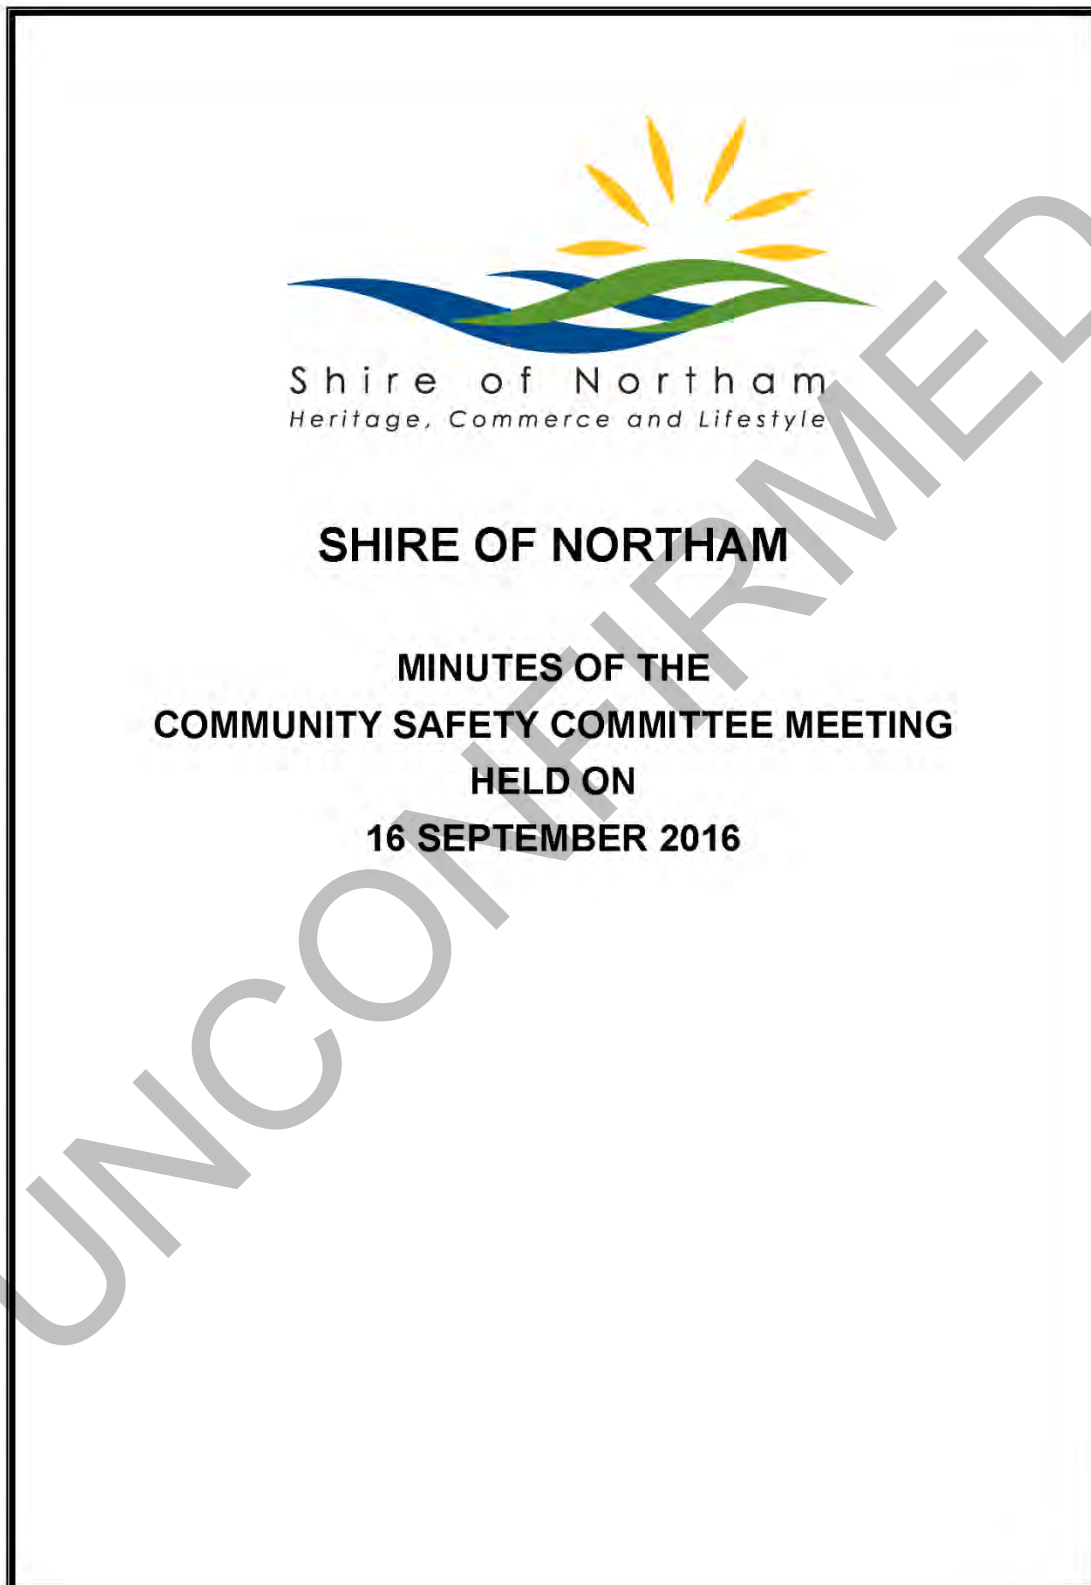 Shire of Northam
Heritage, Commerce and Lifestyle
SHIRE OF NORTHAM
MINUTES OF THE
COMMUNITY SAFETY COMMITTEE MEETING
HELD ON
16 SEPTEMBER 2016
UNCONFIRMED